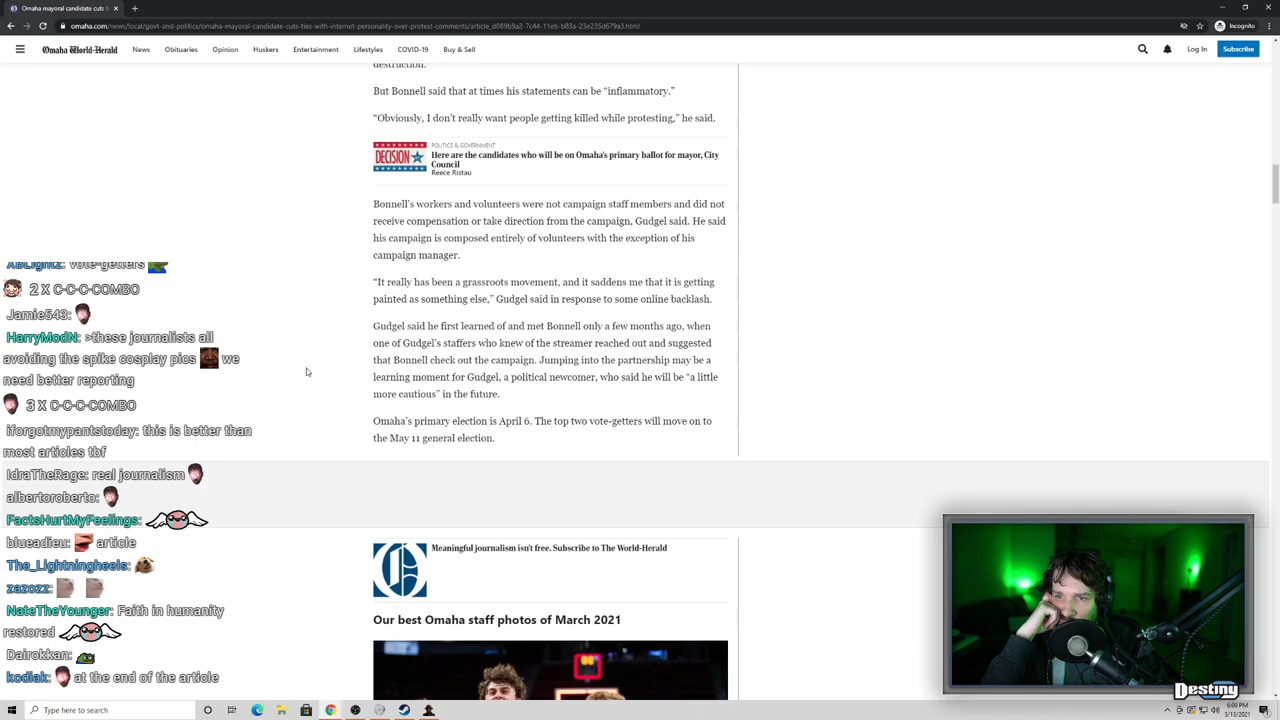 Omaha mayoral candidate cuts t
omaha.com/news/local/govt-and-politics/omaha-mayoral-candidate-cuts-ties-with-internet-personality-over-protest-comments/article_d089b9a2-7c44-11eb-b83a-23e235d679a3.html
Incognito
Omaha World-Herald
News
Obituaries
Opinion
Huskers
Entertainment
Lifestyles
COVID-19
Buy & Sell
Log In
Subscribe
destruction.
But Bonnell said that at times his statements can be “inflammatory.”
“Obviously, I don’t really want people getting killed while protesting,” he said.
DECISION
POLITICS & GOVERNMENT
Here are the candidates who will be on Omaha's primary ballot for mayor, City
Council
Reece Ristau
Bonnell’s workers and volunteers were not campaign staff members and did not
receive compensation or take direction from the campaign, Gudgel said. He said
his campaign is composed entirely of volunteers with the exception of his
campaign manager.
“It really has been a grassroots movement, and it saddens me that it is getting
painted as something else,” Gudgel said in response to some online backlash.
Gudgel said he first learned of and met Bonnell only a few months ago, when
one of Gudgel’s staffers who knew of the streamer reached out and suggested
that Bonnell check out the campaign. Jumping into the partnership may be a
learning moment for Gudgel, a political newcomer, who said he will be “a little
more cautious” in the future.
Omaha’s primary election is April 6. The top two vote-getters will move on to
the May 11 general election.
Meaningful journalism isn't free. Subscribe to The World-Herald
Our best Omaha staff photos of March 2021
XBLightz: vote-getters
2 X C-C-C-COMBO
Jamie543:
HarryModN: >these journalists all
avoiding the spike cosplay pics we
need better reporting
3 X C-C-C-COMBO
iforgotmypantstoday: this is better than
most articles tbf
IdraTheRage: real journalism
albertoroberto:
FactsHurtMyFeelings:
blueadieu: article
The_Lightningheels:
zazozz:
NateTheYounger: Faith in humanity
restored
Dairokkan:
kodiak: at the end of the article
Destiny
Type here to search
6:09 PM
3/13/2021